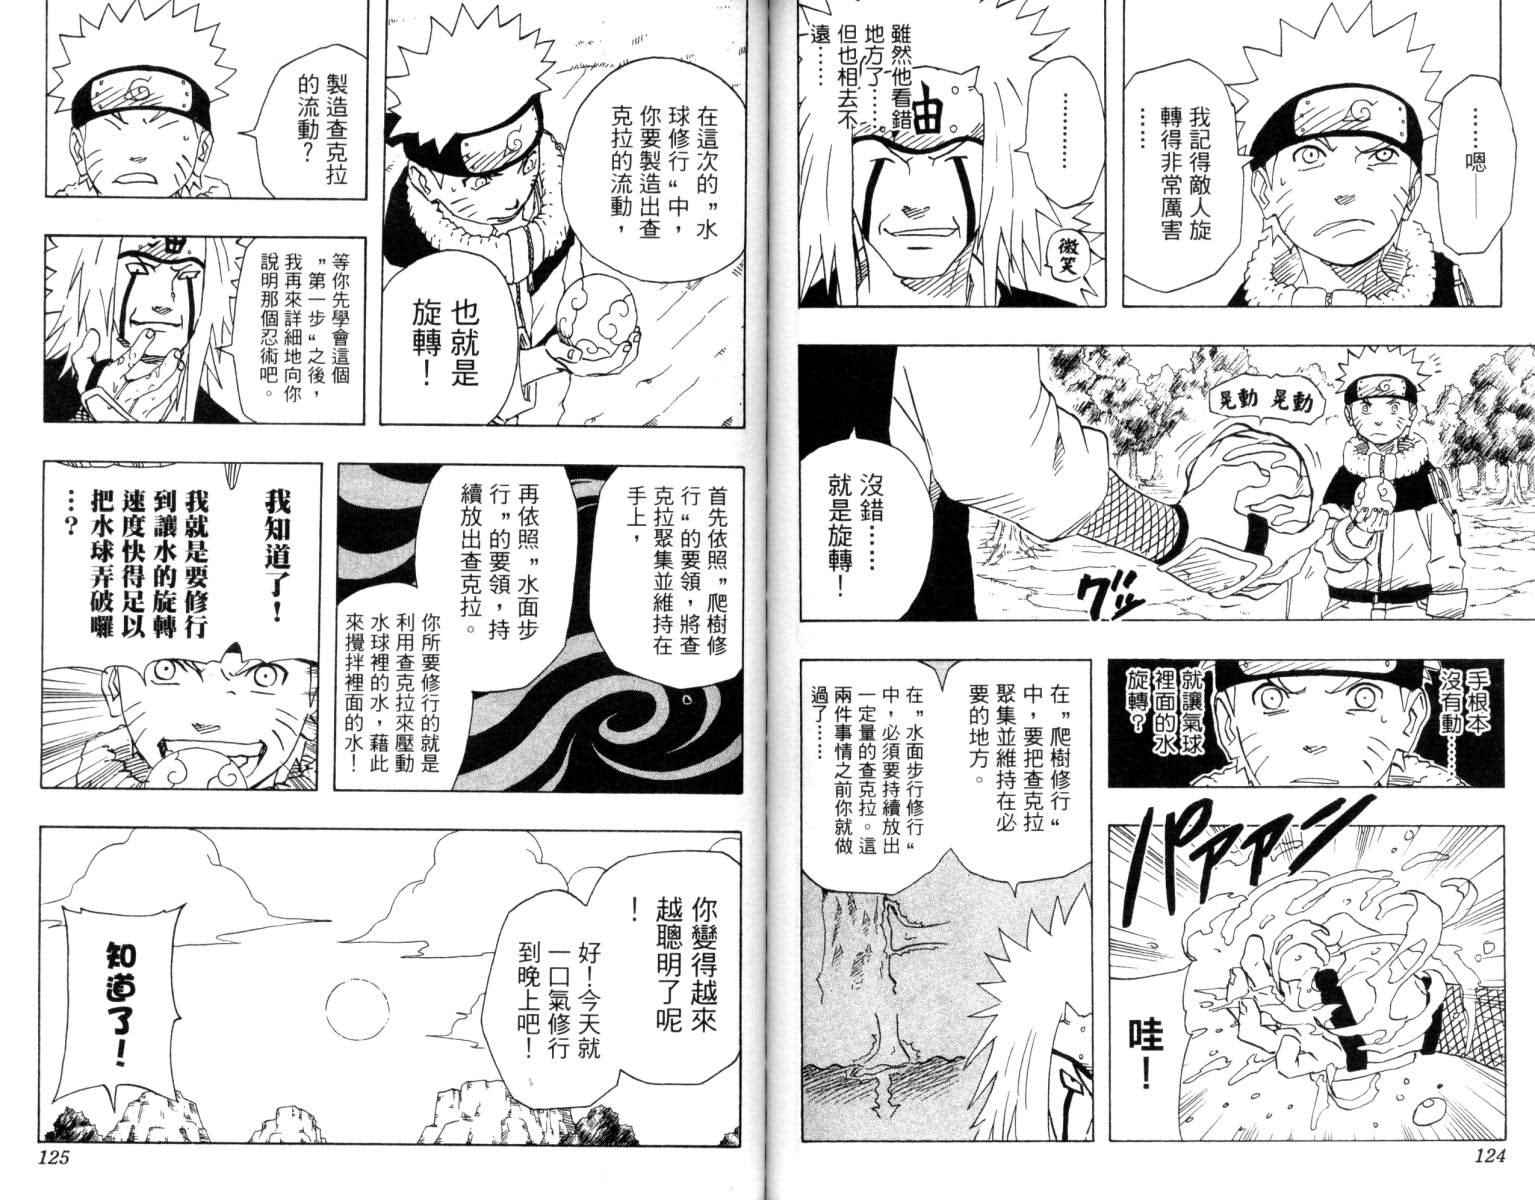 ……嗯——
我記得敵人旋
轉得非常厲害
……
………
………
雖然他看錯
地方了……
但也相去不
遠……
油
微笑
晃動 晃動
沒錯……
就是旋轉！
グッ
手根本
沒有動……
就讓氣球
裡面的水
旋轉？
パァァァン
哇！
在”爬樹修行“
中，要把查克拉
聚集並維持在必
要的地方。
在”水面步行修行“
中，必須要持續放出
一定量的查克拉。這
兩件事情之前你就做
過了……
124
在這次的”水
球修行“中，
你要製造出查
克拉的流動，
也就是
旋轉！
製造查克拉
的流動？
油
等你先學會這個
”第一步“之後，
我再來詳細地向你
說明那個忍術吧。
首先依照”爬樹修
行“的要領，將查
克拉聚集並維持在
手上，
再依照”水面步
行”的要領，持
續放出查克拉。
你所要修行的就是
利用查克拉來壓動
水球裡的水，藉此
來攪拌裡面的水！
我知道了！
我就是要修行
到讓水的旋轉
速度快得足以
把水球弄破囉
…？
你變得越來
越聰明了呢
！
好！今天就
一口氣修行
到晚上吧！
知道了！
125